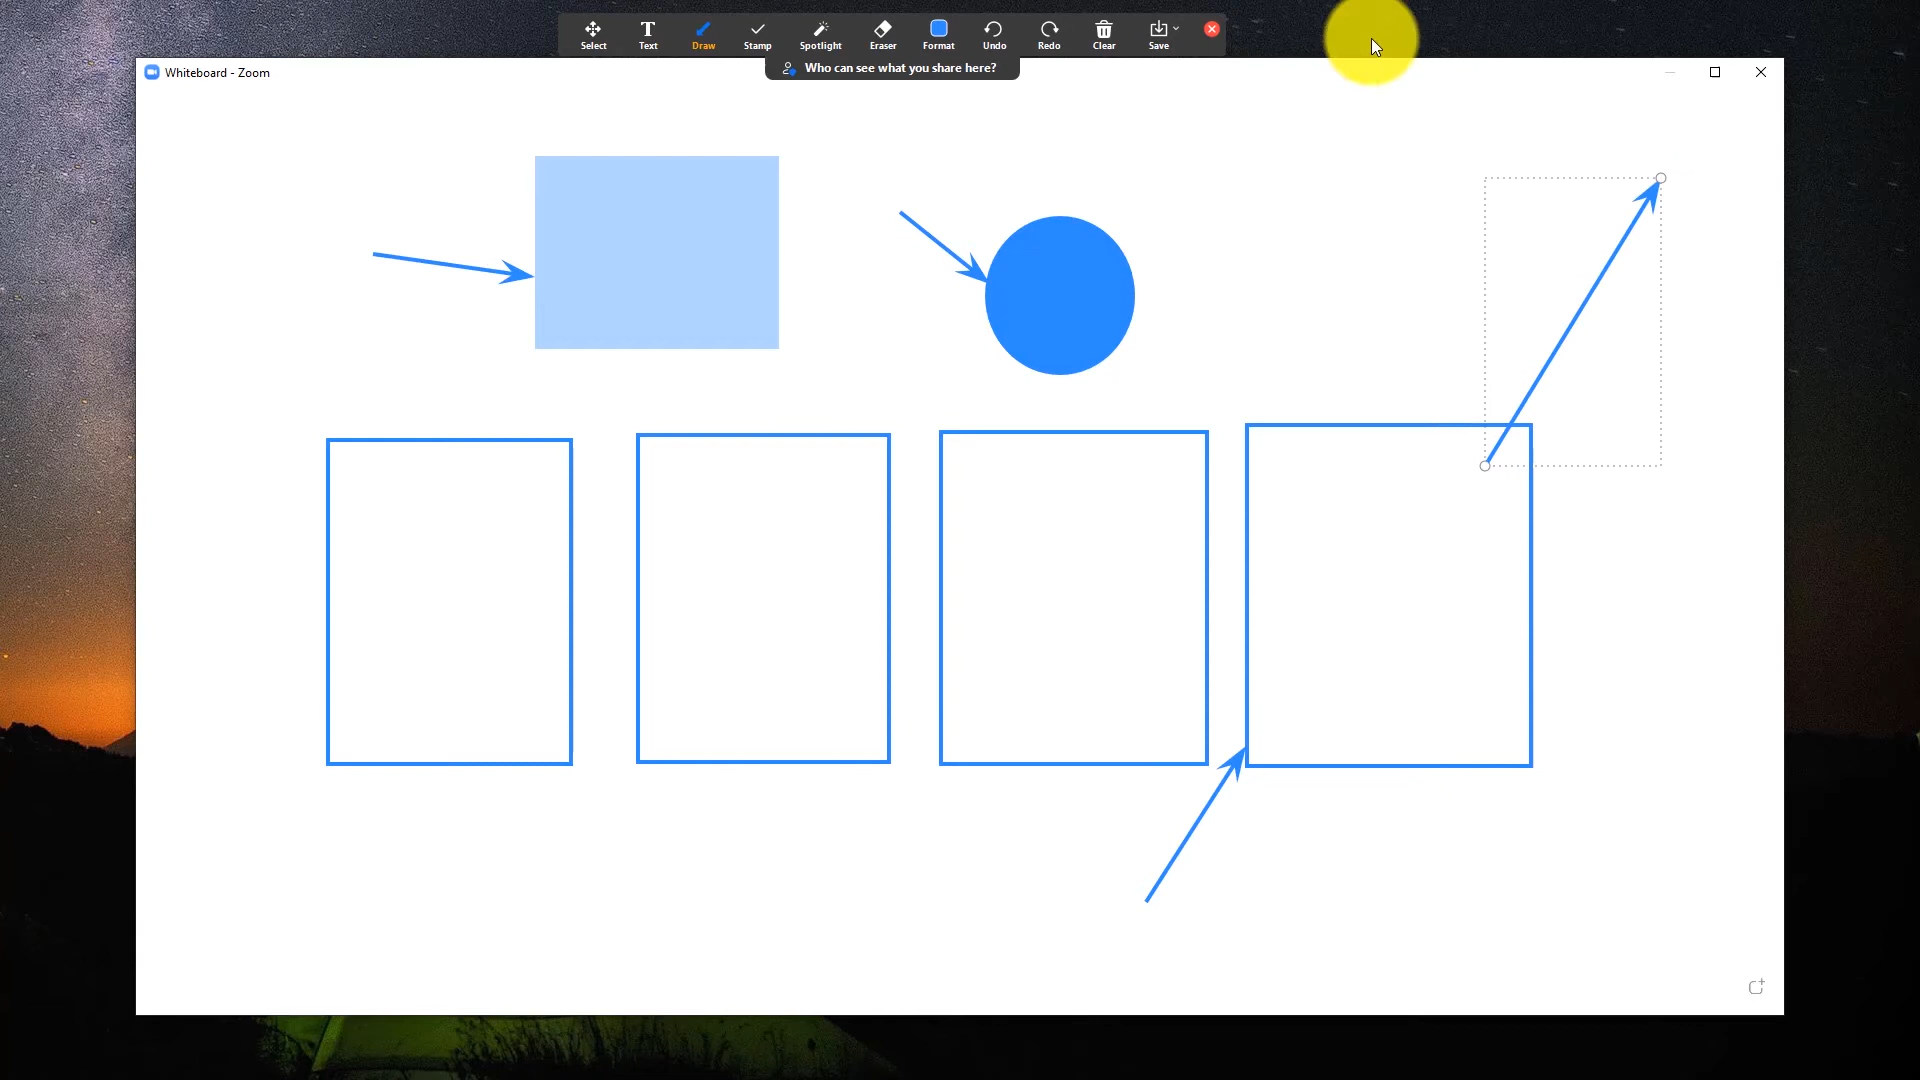 Select Text Draw Stamp Spotlight Eraser Format Undo Redo Clear Save
Who can see what you share here?
Whiteboard - Zoom